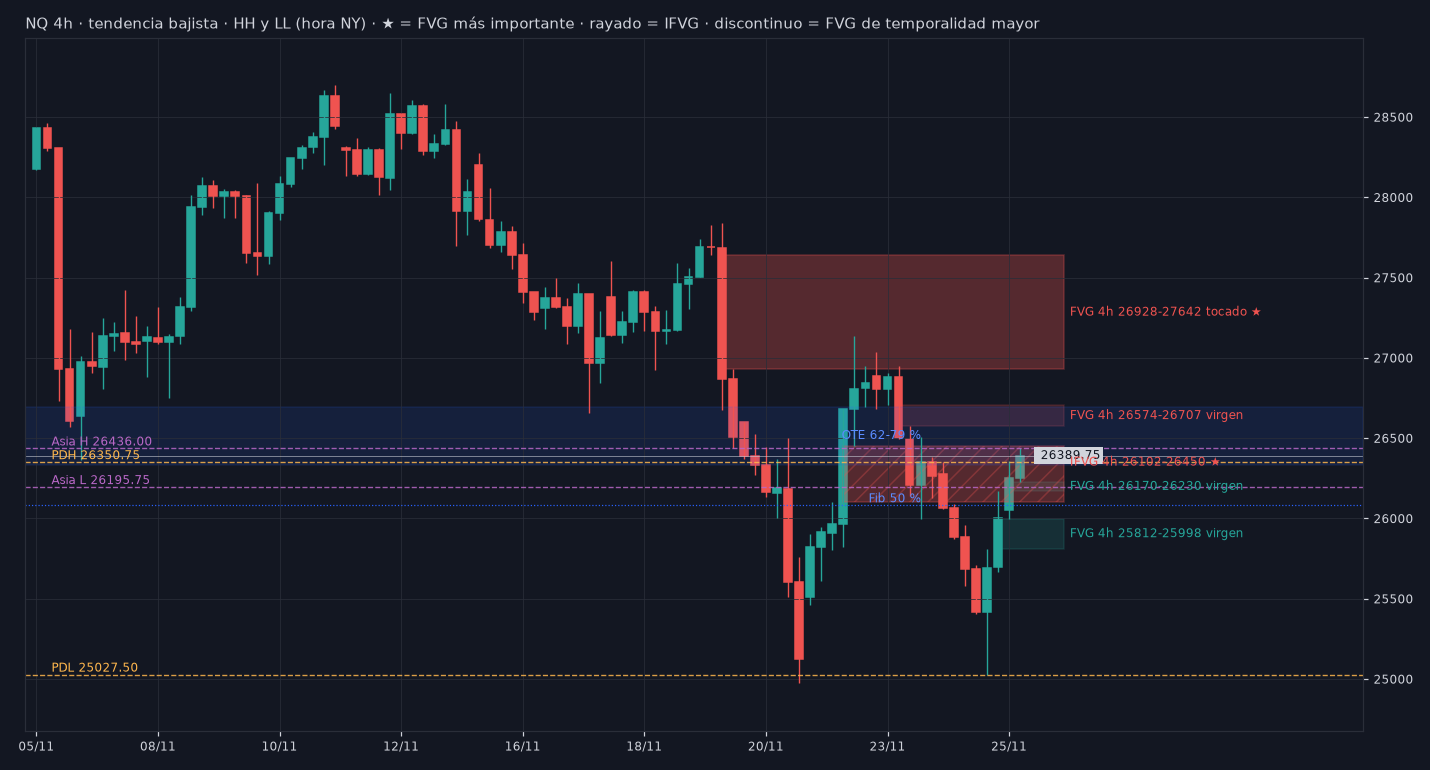 NQ 4h · tendencia bajista · HH y LL (hora NY) · ★ = FVG más importante · rayado = IFVG · discontinuo = FVG de temporalidad mayor
28500
28000
27500
FVG 4h 26928-27642 tocado ★
27000
FVG 4h 26574-26707 virgen
OTE 62-79 %
26500
Asia H 26436.00
PDH 26350.75
26389.75
IFVG 4h 26102-26450 ★
Asia L 26195.75
FVG 4h 26170-26230 virgen
Fib 50 %
26000
FVG 4h 25812-25998 virgen
25500
PDL 25027.50
25000
05/11 08/11 10/11 12/11 16/11 18/11 20/11 23/11 25/11